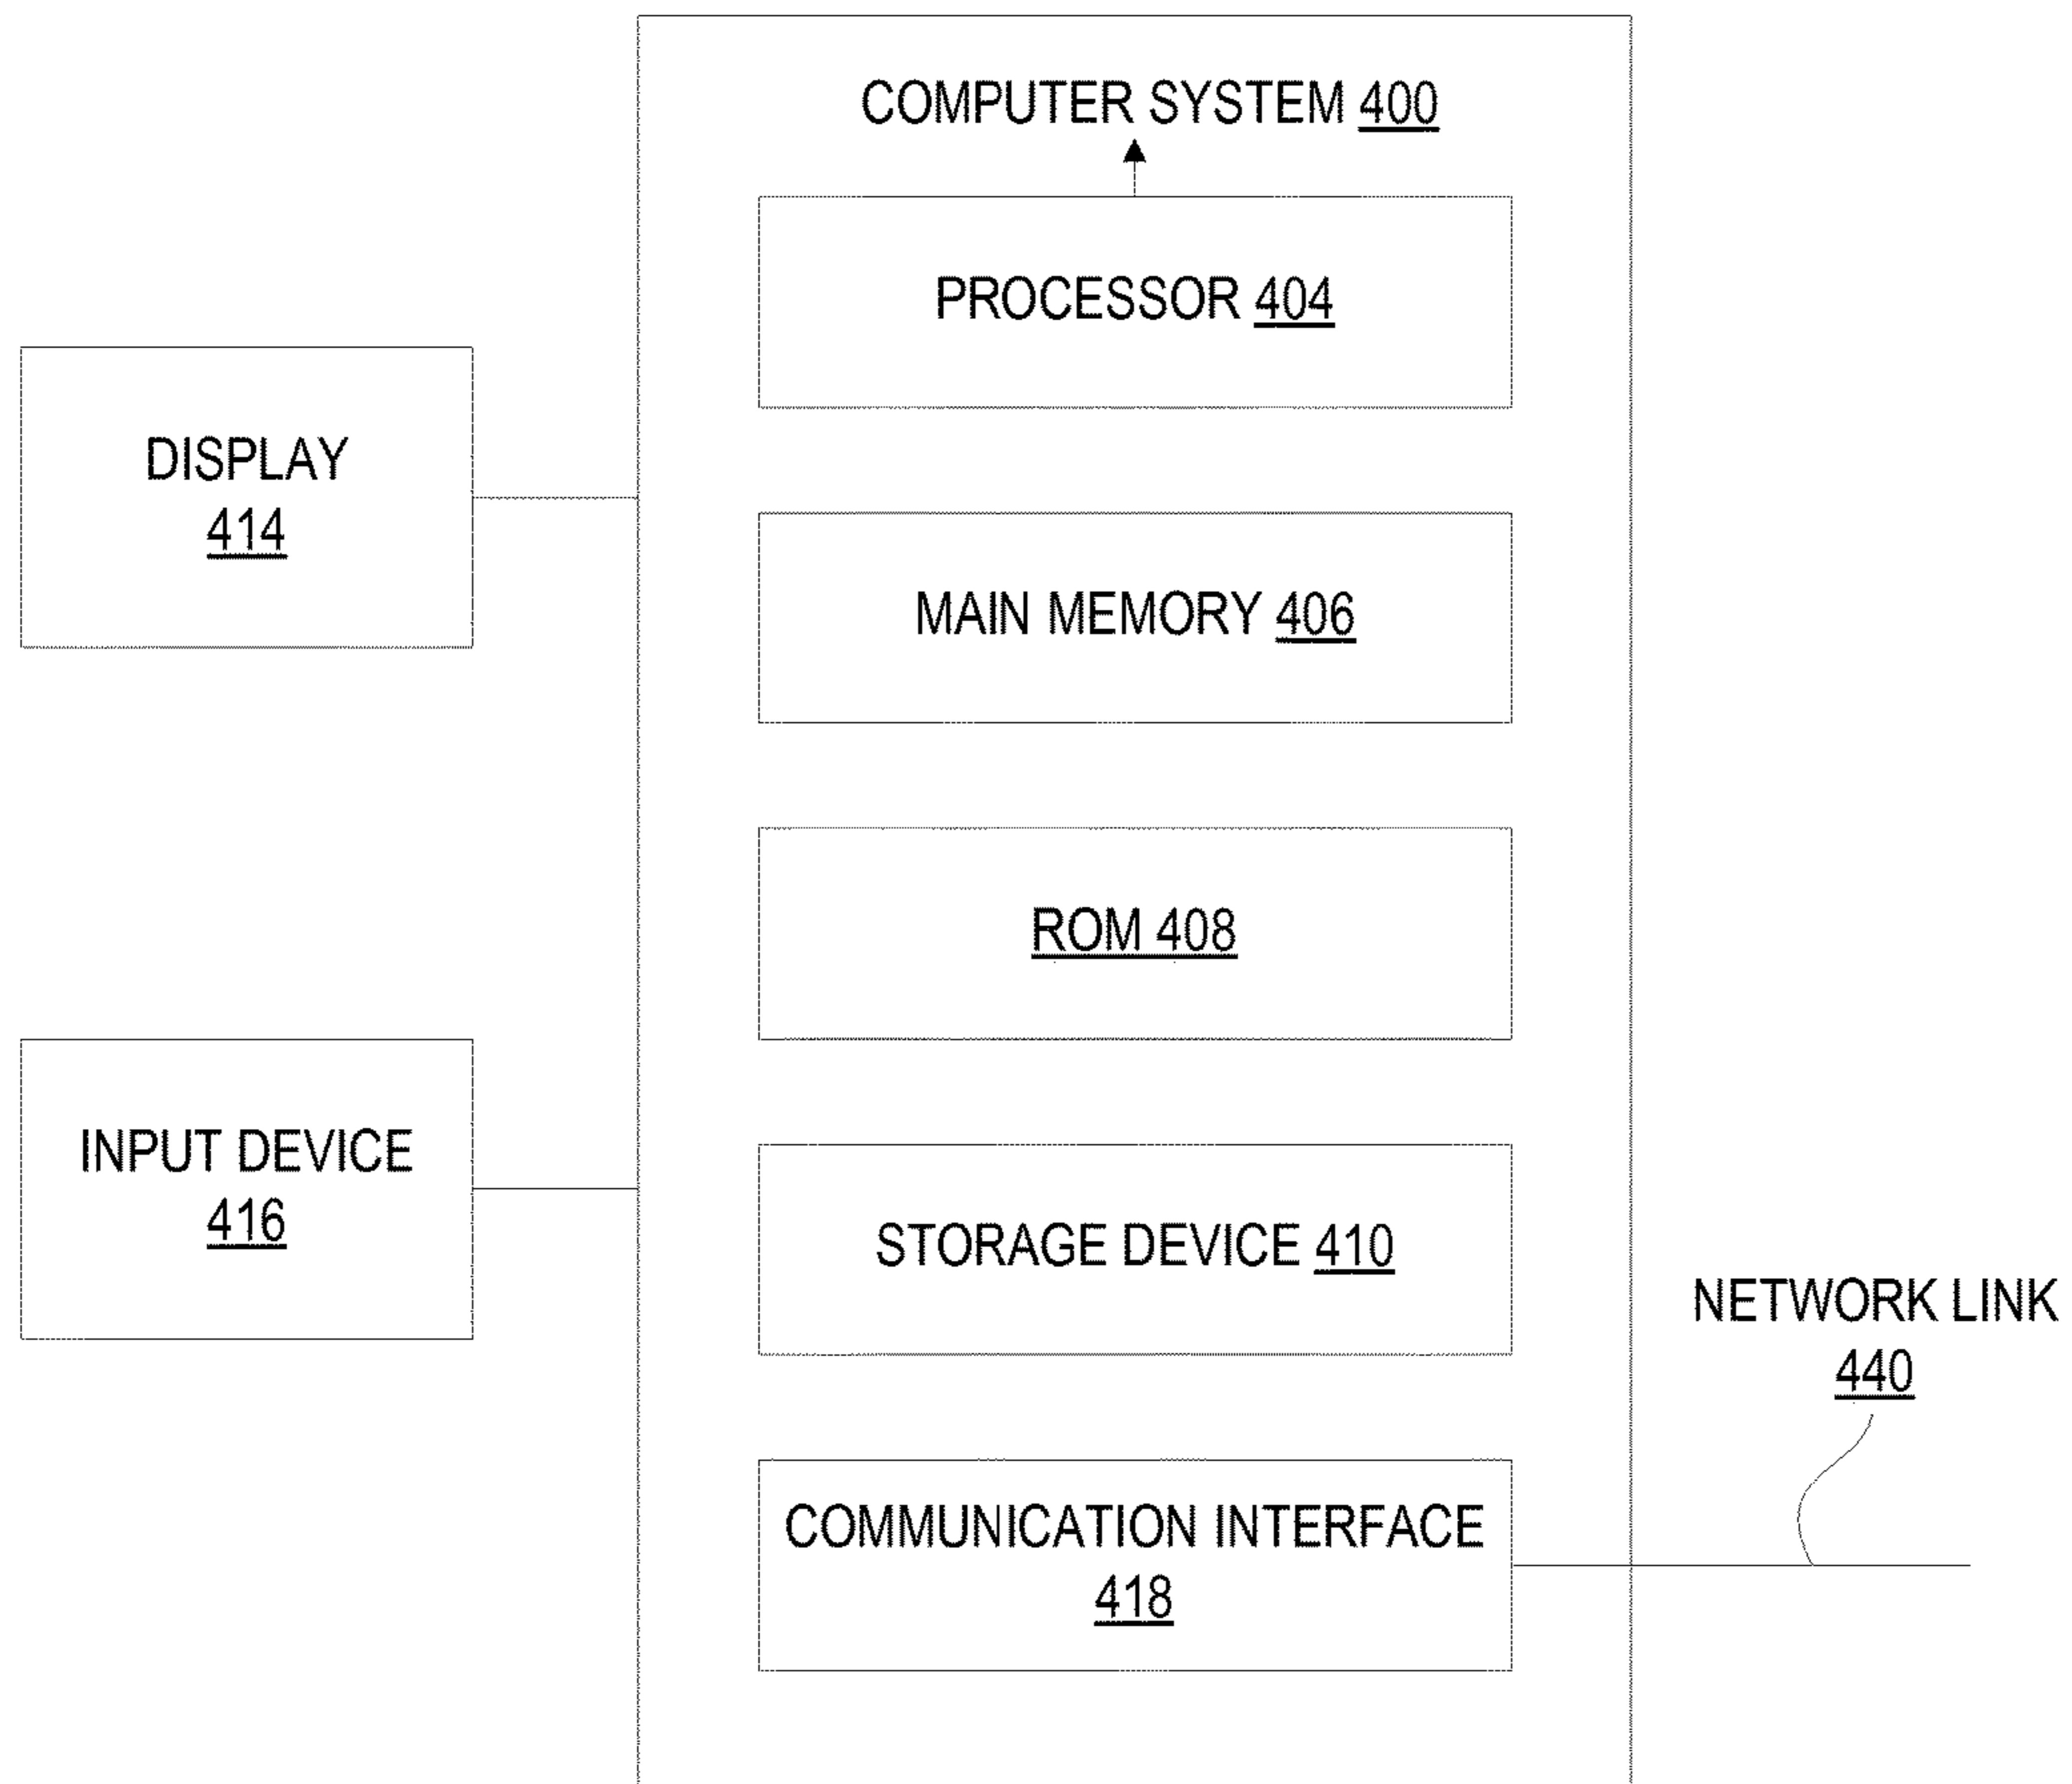 COMPUTER SYSTEM 400
PROCESSOR 404
DISPLAY
414
MAIN MEMORY 406
ROM 408
INPUT DEVICE
416
STORAGE DEVICE 410
NETWORK LINK
440
COMMUNICATION INTERFACE
418